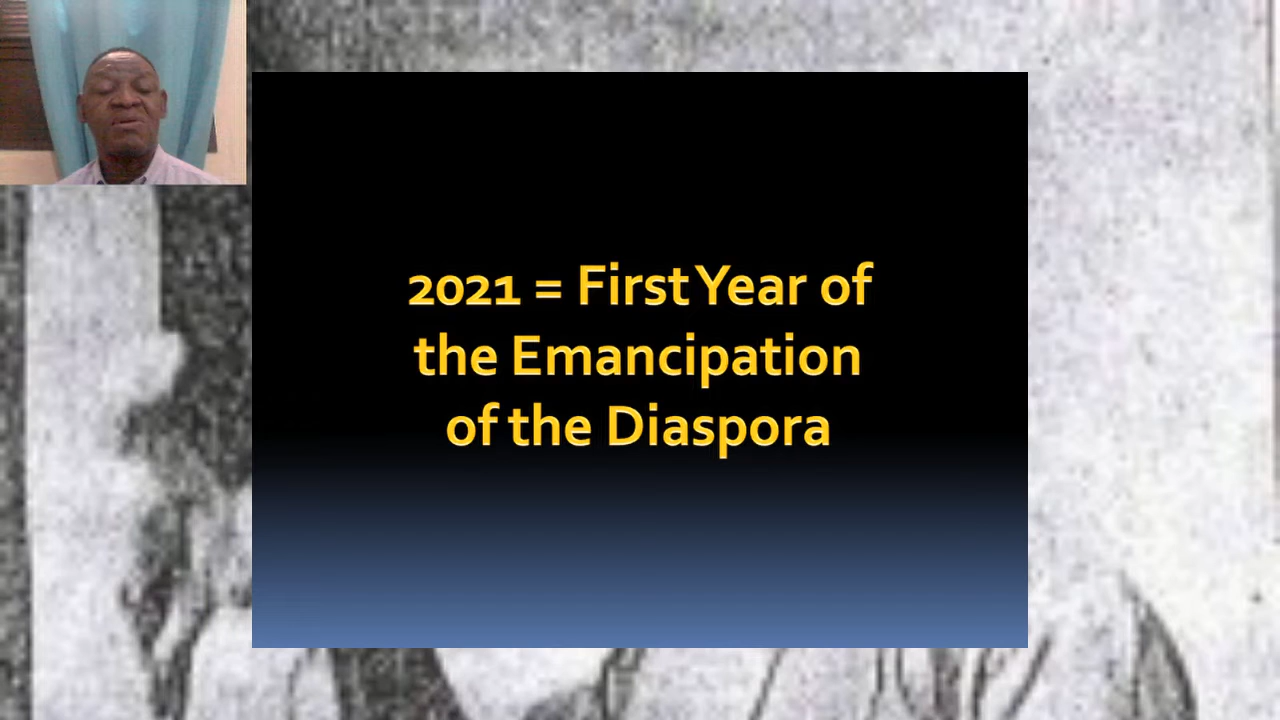 2021 = First Year of
the Emancipation
of the Diaspora